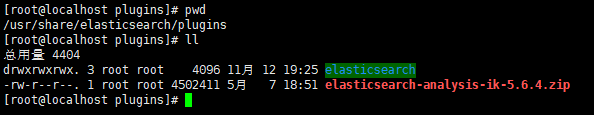 [root@localhost plugins]# pwd
/usr/share/elasticsearch/plugins
[root@localhost plugins]# ll
总用量 4404
drwxrwxrwx. 3 root root    4096 11月 12 19:25 elasticsearch
-rw-r--r--. 1 root root 4502411 5月   7 18:51 elasticsearch-analysis-ik-5.6.4.zip
[root@localhost plugins]#